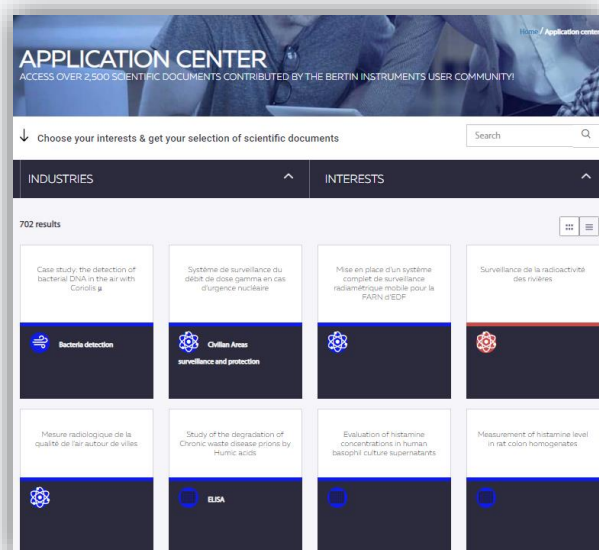 Home / Application center
APPLICATION CENTER
ACCESS OVER 2,500 SCIENTIFIC DOCUMENTS CONTRIBUTED BY THE BERTIN INSTRUMENTS USER COMMUNITY!
Choose your interests & get your selection of scientific documents
Search
INDUSTRIES
INTERESTS
702 results
Case study: the detection of
bacterial DNA in the air with
Coriolis µ
Bacteria detection
Système de surveillance du
débit de dose gamma en cas
d'urgence nucléaire
Civilian Areas
surveillance and protection
Mise en place d'un système
complet de surveillance
radiamétrique mobile pour la
FARN d'EDF
Surveillance de la radioactivité
des rivières
Mesure radiologique de la
qualité de l'air autour de villes
Study of the degradation of
Chronic waste disease prions by
Humic acids
ELISA
Evaluation of histamine
concentrations in human
basophil culture supernatants
Measurement of histamine level
in rat colon homogenates